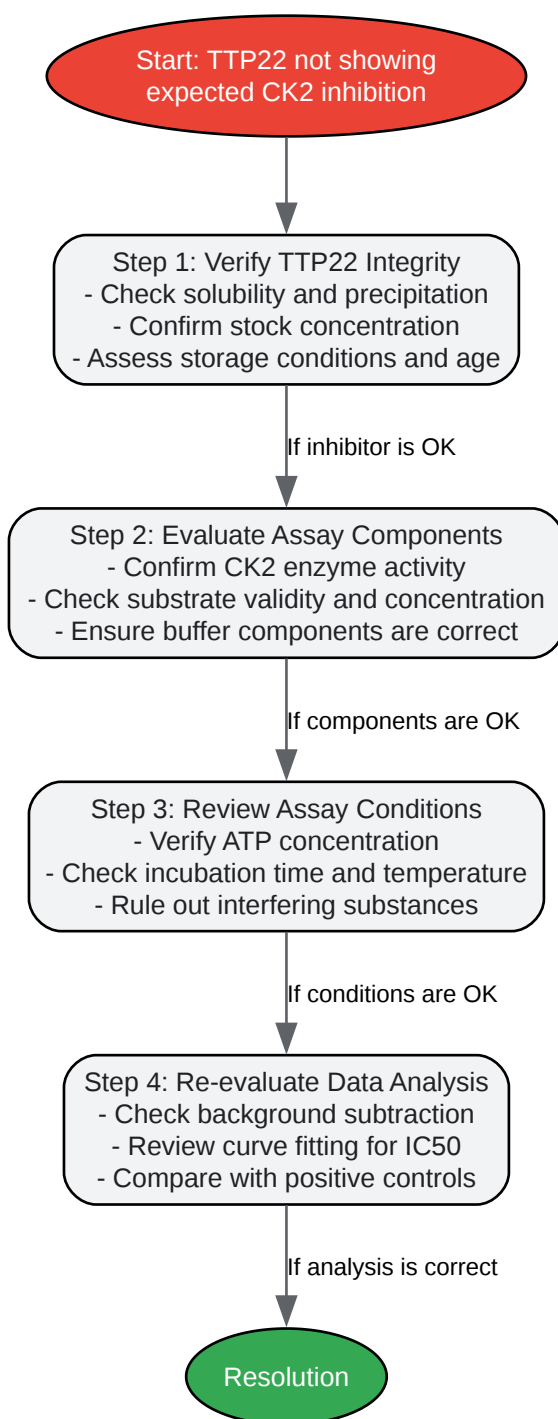 Start: TTP22 not showing
expected CK2 inhibition
Step 1: Verify TTP22 Integrity
- Check solubility and precipitation
- Confirm stock concentration
- Assess storage conditions and age
If inhibitor is OK
Step 2: Evaluate Assay Components
- Confirm CK2 enzyme activity
- Check substrate validity and concentration
- Ensure buffer components are correct
If components are OK
Step 3: Review Assay Conditions
- Verify ATP concentration
- Check incubation time and temperature
- Rule out interfering substances
If conditions are OK
Step 4: Re-evaluate Data Analysis
- Check background subtraction
- Review curve fitting for IC50
- Compare with positive controls
If analysis is correct
Resolution